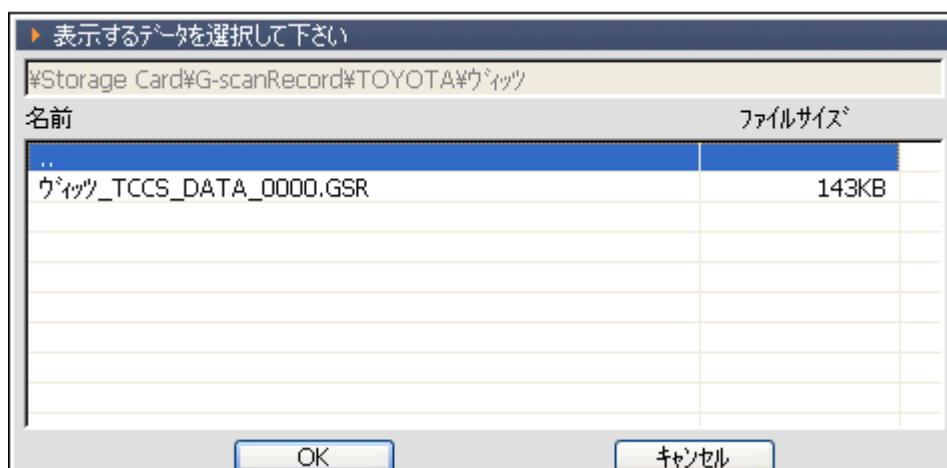 表示するﾃﾞｰﾀを選択して下さい
¥Storage Card¥G-scanRecord¥TOYOTA¥ｳﾞｨｯﾂ
名前 ﾌｧｲﾙｻｲｽﾞ
..
ｳﾞｨｯﾂ_TCCS_DATA_0000.GSR 143KB
OK ｷｬﾝｾﾙ